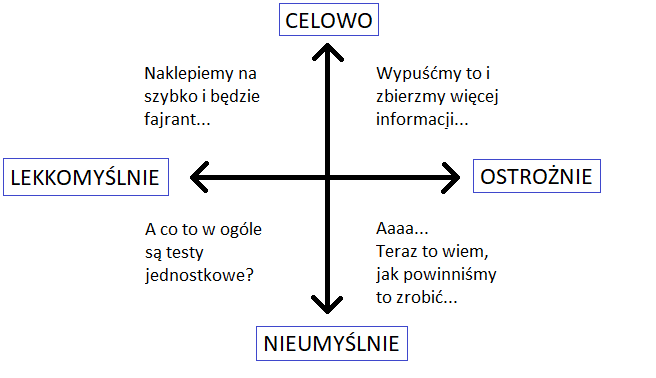 CELOWO
Naklepiemy na
szybko i będzie
fajrant...
Wypuśćmy to i
zbierzmy więcej
informacji...
LEKKOMYŚLNIE
OSTROŻNIE
A co to w ogóle
są testy
jednostkowe?
Aaaa...
Teraz to wiem,
jak powinniśmy
to zrobić...
NIEUMYŚLNIE